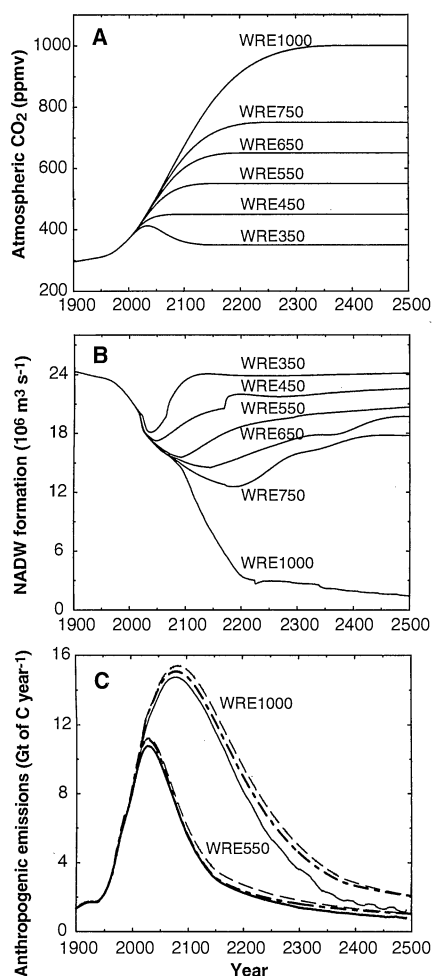 A
Atmospheric CO2 (ppmv)
1000
800
600
400
200
WRE1000
WRE750
WRE650
WRE550
WRE450
WRE350
1900 2000 2100 2200 2300 2400 2500
B
NADW formation (10⁶ m3 s-¹)
24
18
12
6
0
WRE350
WRE450
WRE550
WRE650
WRE750
WRE1000
1900 2000 2100 2200 2300 2400 2500
C
Anthropogenic emissions (Gt of C year-¹)
16
12
8
4
0
WRE1000
WRE550
1900 2000 2100 2200 2300 2400 2500
Year